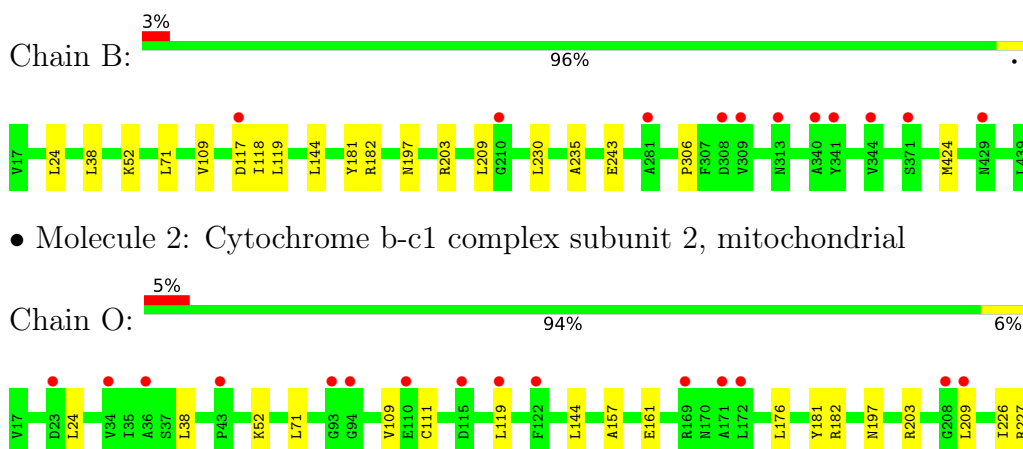 3%
Chain B:
96%
•
V17 L24 L38 K52 L71 V109 D117 I118 L119 L144 Y181 R182 N197 R203 L209 G210 L230 A235 E243 A281 P306 F307 D308 V309 N313 A340 Y341 V344 S371 M424 N429 L439
• Molecule 2: Cytochrome b-c1 complex subunit 2, mitochondrial
5%
Chain O:
94%
6%
V17 D23 L24 V34 I35 A36 S37 L38 P43 K52 L71 G93 G94 V109 E110 C111 D115 L119 F122 L144 A157 E161 R169 N170 A171 L172 L176 Y181 R182 N197 R203 G208 L209 I226 R227